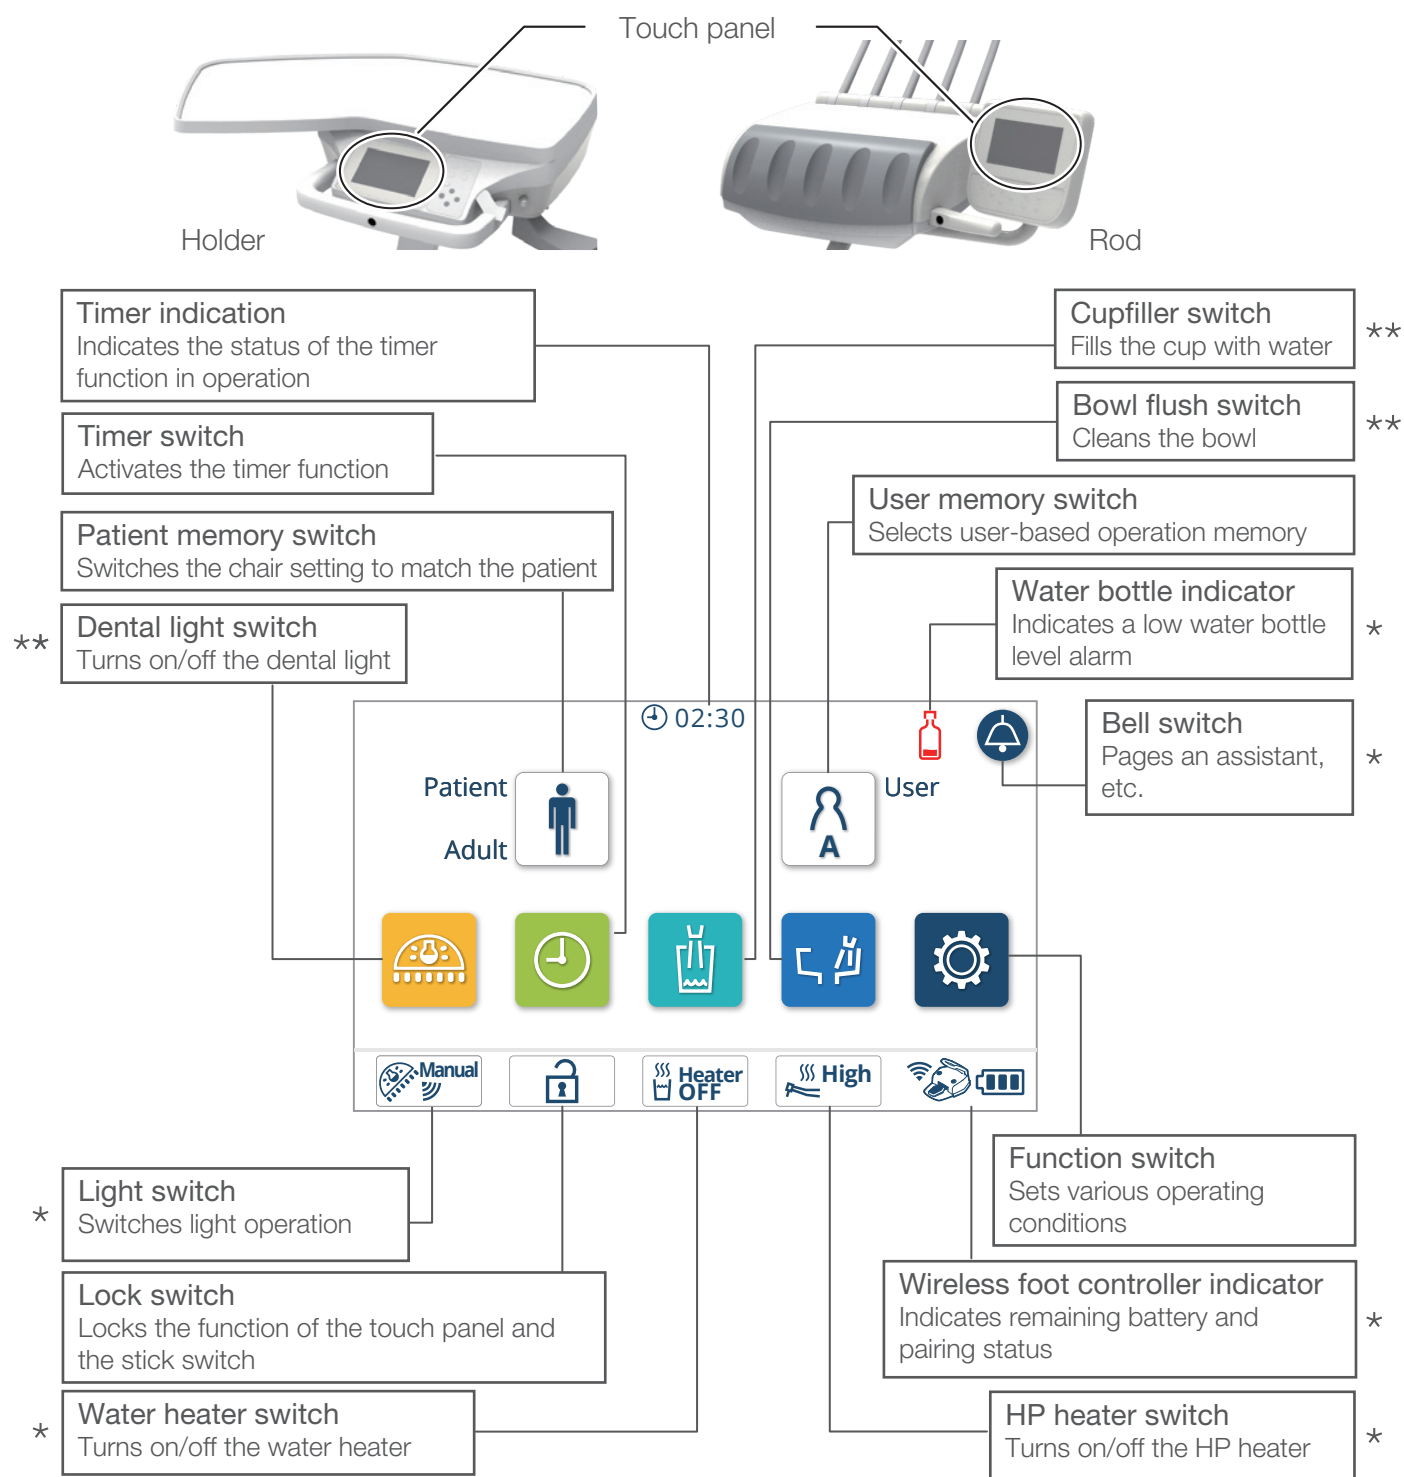 Touch panel
Holder
Rod
Timer indication
Indicates the status of the timer
function in operation
Timer switch
Activates the timer function
Patient memory switch
Switches the chair setting to match the patient
**
Dental light switch
Turns on/off the dental light
Cupfiller switch
Fills the cup with water
**
Bowl flush switch
Cleans the bowl
**
User memory switch
Selects user-based operation memory
Water bottle indicator
Indicates a low water bottle
level alarm
*
Bell switch
Pages an assistant,
etc.
*
02:30
Patient
Adult
User
A
Manual
Heater
OFF
High
*
Light switch
Switches light operation
Lock switch
Locks the function of the touch panel and
the stick switch
*
Water heater switch
Turns on/off the water heater
Function switch
Sets various operating
conditions
Wireless foot controller indicator
Indicates remaining battery and
pairing status
*
HP heater switch
Turns on/off the HP heater
*